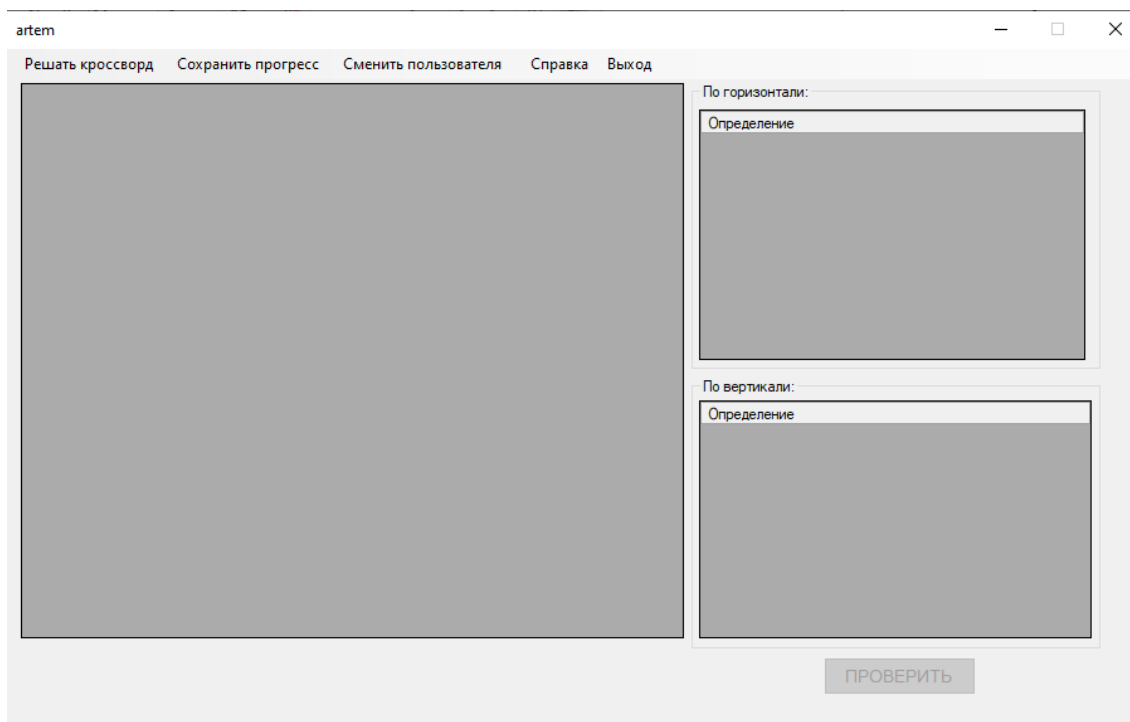 artem
Решать кроссворд Сохранить прогресс Сменить пользователя Справка Выход
По горизонтали:
Определение
По вертикали:
Определение
ПРОВЕРИТЬ